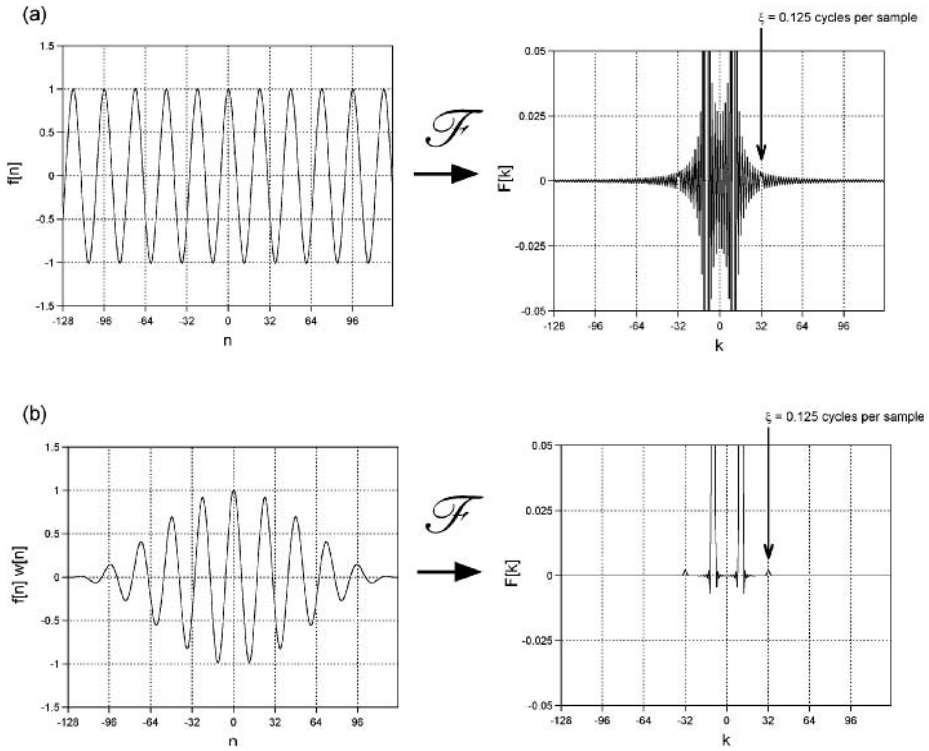 (a)
ξ = 0.125 cycles per sample
1.5
1
0.5
0
-0.5
-1
-1.5
f[n]
-128 -96 -64 -32 0 32 64 96
n
ℱ
0.05
0.025
0
-0.025
-0.05
F[k]
-128 -96 -64 -32 0 32 64 96
k
(b)
ξ = 0.125 cycles per sample
1.5
1
0.5
0
-0.5
-1
-1.5
f[n] w[n]
-128 -96 -64 -32 0 32 64 96
n
ℱ
0.05
0.025
0
-0.025
-0.05
F[k]
-128 -96 -64 -32 0 32 64 96
k